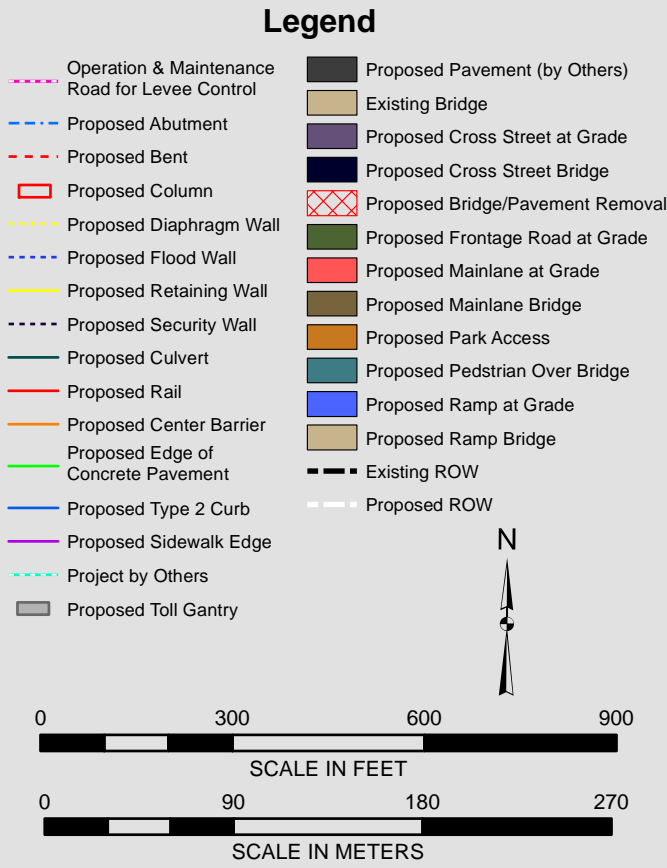 Legend
Operation & Maintenance
Road for Levee Control
Proposed Abutment
Proposed Bent
Proposed Column
Proposed Diaphragm Wall
Proposed Flood Wall
Proposed Retaining Wall
Proposed Security Wall
Proposed Culvert
Proposed Rail
Proposed Center Barrier
Proposed Edge of
Concrete Pavement
Proposed Type 2 Curb
Proposed Sidewalk Edge
Project by Others
Proposed Toll Gantry
Proposed Pavement (by Others)
Existing Bridge
Proposed Cross Street at Grade
Proposed Cross Street Bridge
Proposed Bridge/Pavement Removal
Proposed Frontage Road at Grade
Proposed Mainlane at Grade
Proposed Mainlane Bridge
Proposed Park Access
Proposed Pedstrian Over Bridge
Proposed Ramp at Grade
Proposed Ramp Bridge
Existing ROW
Proposed ROW
N
0 300 600 900
SCALE IN FEET
0 90 180 270
SCALE IN METERS